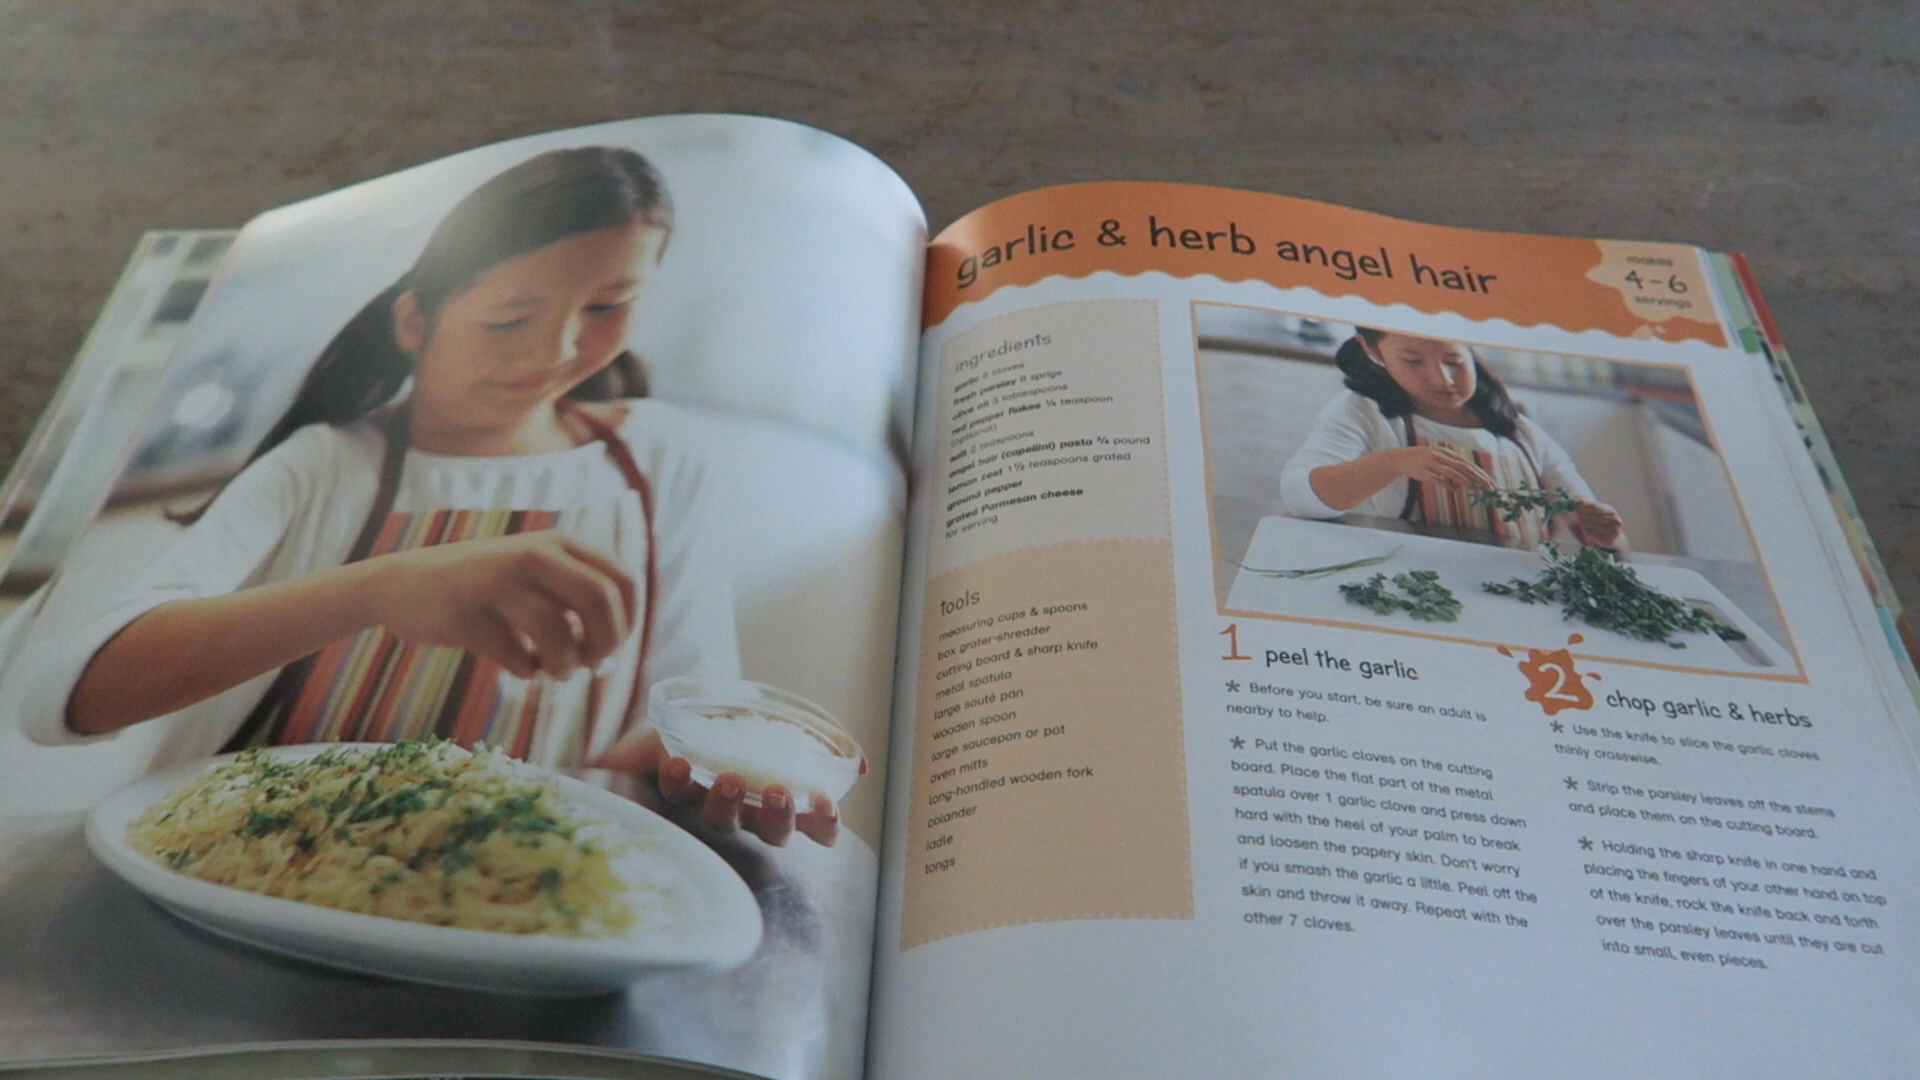 garlic & herb angel hair
makes
4-6
servings
ingredients
garlic 8 cloves
fresh parsley 8 sprigs
olive oil 3 tablespoons
red pepper flakes ¼ teaspoon
(optional)
salt 2 teaspoons
angel hair (capellini) pasta ¾ pound
lemon zest 1½ teaspoons grated
ground pepper
grated Parmesan cheese
for serving
tools
measuring cups & spoons
box grater-shredder
cutting board & sharp knife
metal spatula
large sauté pan
wooden spoon
large saucepan or pot
oven mitts
long-handled wooden fork
colander
ladle
tongs
1 peel the garlic
* Before you start, be sure an adult is
nearby to help.
* Put the garlic cloves on the cutting
board. Place the flat part of the metal
spatula over 1 garlic clove and press down
hard with the heel of your palm to break
and loosen the papery skin. Don't worry
if you smash the garlic a little. Peel off the
skin and throw it away. Repeat with the
other 7 cloves.
2 chop garlic & herbs
* Use the knife to slice the garlic cloves
thinly crosswise.
* Strip the parsley leaves off the stems
and place them on the cutting board.
* Holding the sharp knife in one hand and
placing the fingers of your other hand on top
of the knife, rock the knife back and forth
over the parsley leaves until they are cut
into small, even pieces.